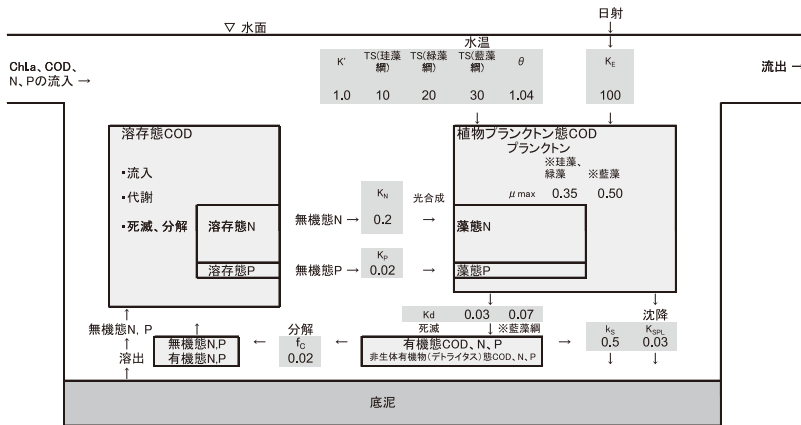 日射
↓
▽ 水面
水温
Chl.a、COD、
N、Pの流入 →
K' TS(珪藻綱) TS(緑藻綱) TS(藍藻綱) θ
1.0 10 20 30 1.04
K_E
100
流出 →
↓ ↓
溶存態COD
・流入
・代謝
・死滅、分解
溶存態N
溶存態P
無機態N →
K_N
0.2
光合成
→
無機態P →
K_P
0.02
→
植物プランクトン態COD
プランクトン
※珪藻、緑藻 ※藍藻
μmax 0.35 0.50
藻態N
藻態P
↓ ↓
Kd 0.03 0.07
死滅 ↓ ※藍藻綱
沈降
↓
k_S K_SPL
0.5 0.03
↓ ↓
有機態COD、N、P
非生体有機物(デトライタス)態COD、N、P
→
←
分解
f_C
0.02
←
無機態N,P
有機態N,P
↑
↑
無機態N, P
↑
溶出
↑
底泥